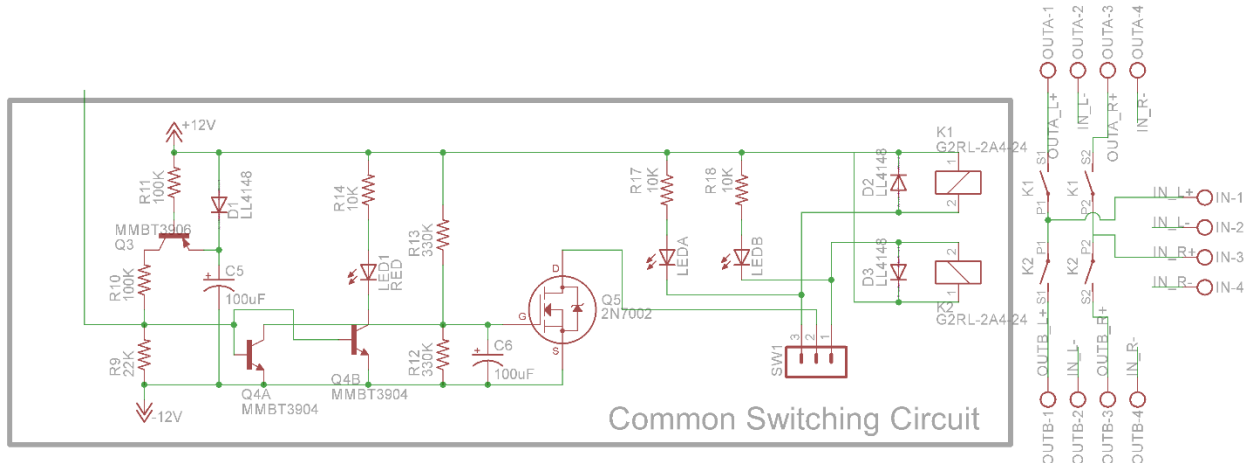 OUTA-1
OUTA-2
OUTA-3
OUTA-4
OUTA_L+
IN_L-
OUTA_R+
IN_R-
+12V
K1
G2RL-2A4-24
R11
100K
D1
LL4148
R14
10K
R13
330K
R17
10K
R18
10K
D2
LL4148
1
2
S1
S2
K1
K1
P1
P2
IN_L+
IN-1
IN_L-
IN-2
IN_R+
IN-3
IN_R-
IN-4
MMBT3906
Q3
R10
100K
C5
+
100uF
LED1
RED
D
G
S
Q5
2N7002
LEDA
LEDB
D3
LL4148
1
2
K2
G2RL-2A4-24
P1
P2
K2
K2
S1
S2
R9
22K
-12V
Q4A
MMBT3904
Q4B
MMBT3904
R12
330K
C6
+
100uF
SW1
3
2
1
Common Switching Circuit
OUTB_L+
IN_L-
OUTB_R+
IN_R-
OUTB-1
OUTB-2
OUTB-3
OUTB-4